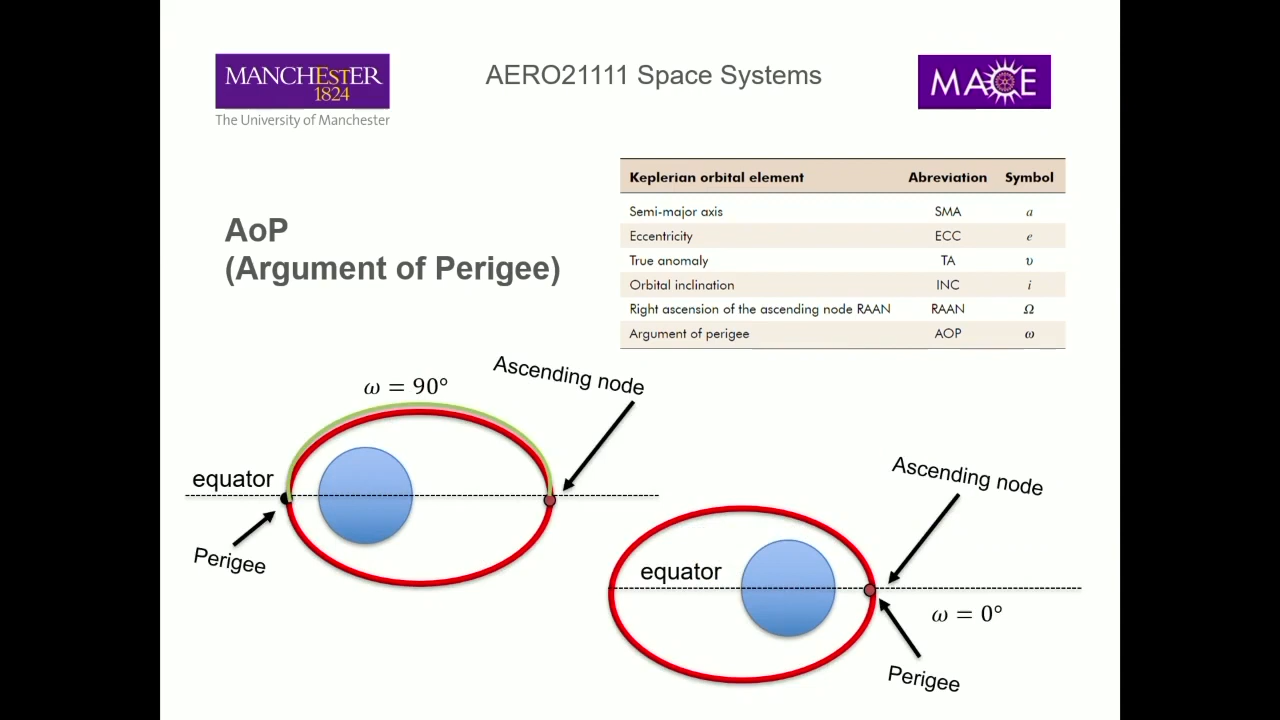 MANCHESTER
1824
The University of Manchester
AERO21111 Space Systems
MACE
AoP
(Argument of Perigee)
Keplerian orbital element Abreviation Symbol
Semi-major axis SMA a
Eccentricity ECC e
True anomaly TA υ
Orbital inclination INC i
Right ascension of the ascending node RAAN RAAN Ω
Argument of perigee AOP ω
ω = 90°
Ascending node
equator
Perigee
Ascending node
equator
ω = 0°
Perigee